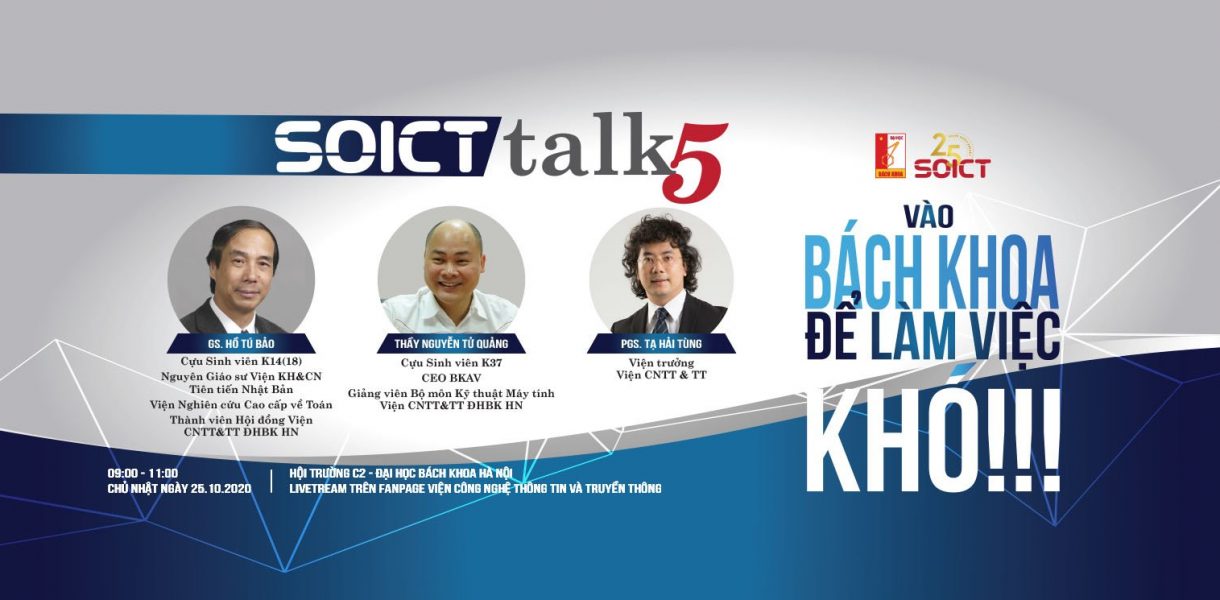 SOICT talk 5
ĐẠI HỌC
BÁCH KHOA
25
SOICT
VÀO
BÁCH KHOA
ĐỂ LÀM VIỆC
KHÓ!!!
GS. HỒ TÚ BẢO
Cựu Sinh viên K14(18)
Nguyên Giáo sư Viện KH&CN
Tiên tiến Nhật Bản
Viện Nghiên cứu Cao cấp về Toán
Thành viên Hội đồng Viện
CNTT&TT ĐHBK HN
THẦY NGUYỄN TỬ QUẢNG
Cựu Sinh viên K37
CEO BKAV
Giảng viên Bộ môn Kỹ thuật Máy tính
Viện CNTT&TT ĐHBK HN
PGS. TẠ HẢI TÙNG
Viện trưởng
Viện CNTT & TT
09:00 - 11:00
CHỦ NHẬT NGÀY 25.10.2020
HỘI TRƯỜNG C2 - ĐẠI HỌC BÁCH KHOA HÀ NỘI
LIVETREAM TRÊN FANPAGE VIỆN CÔNG NGHỆ THÔNG TIN VÀ TRUYỀN THÔNG